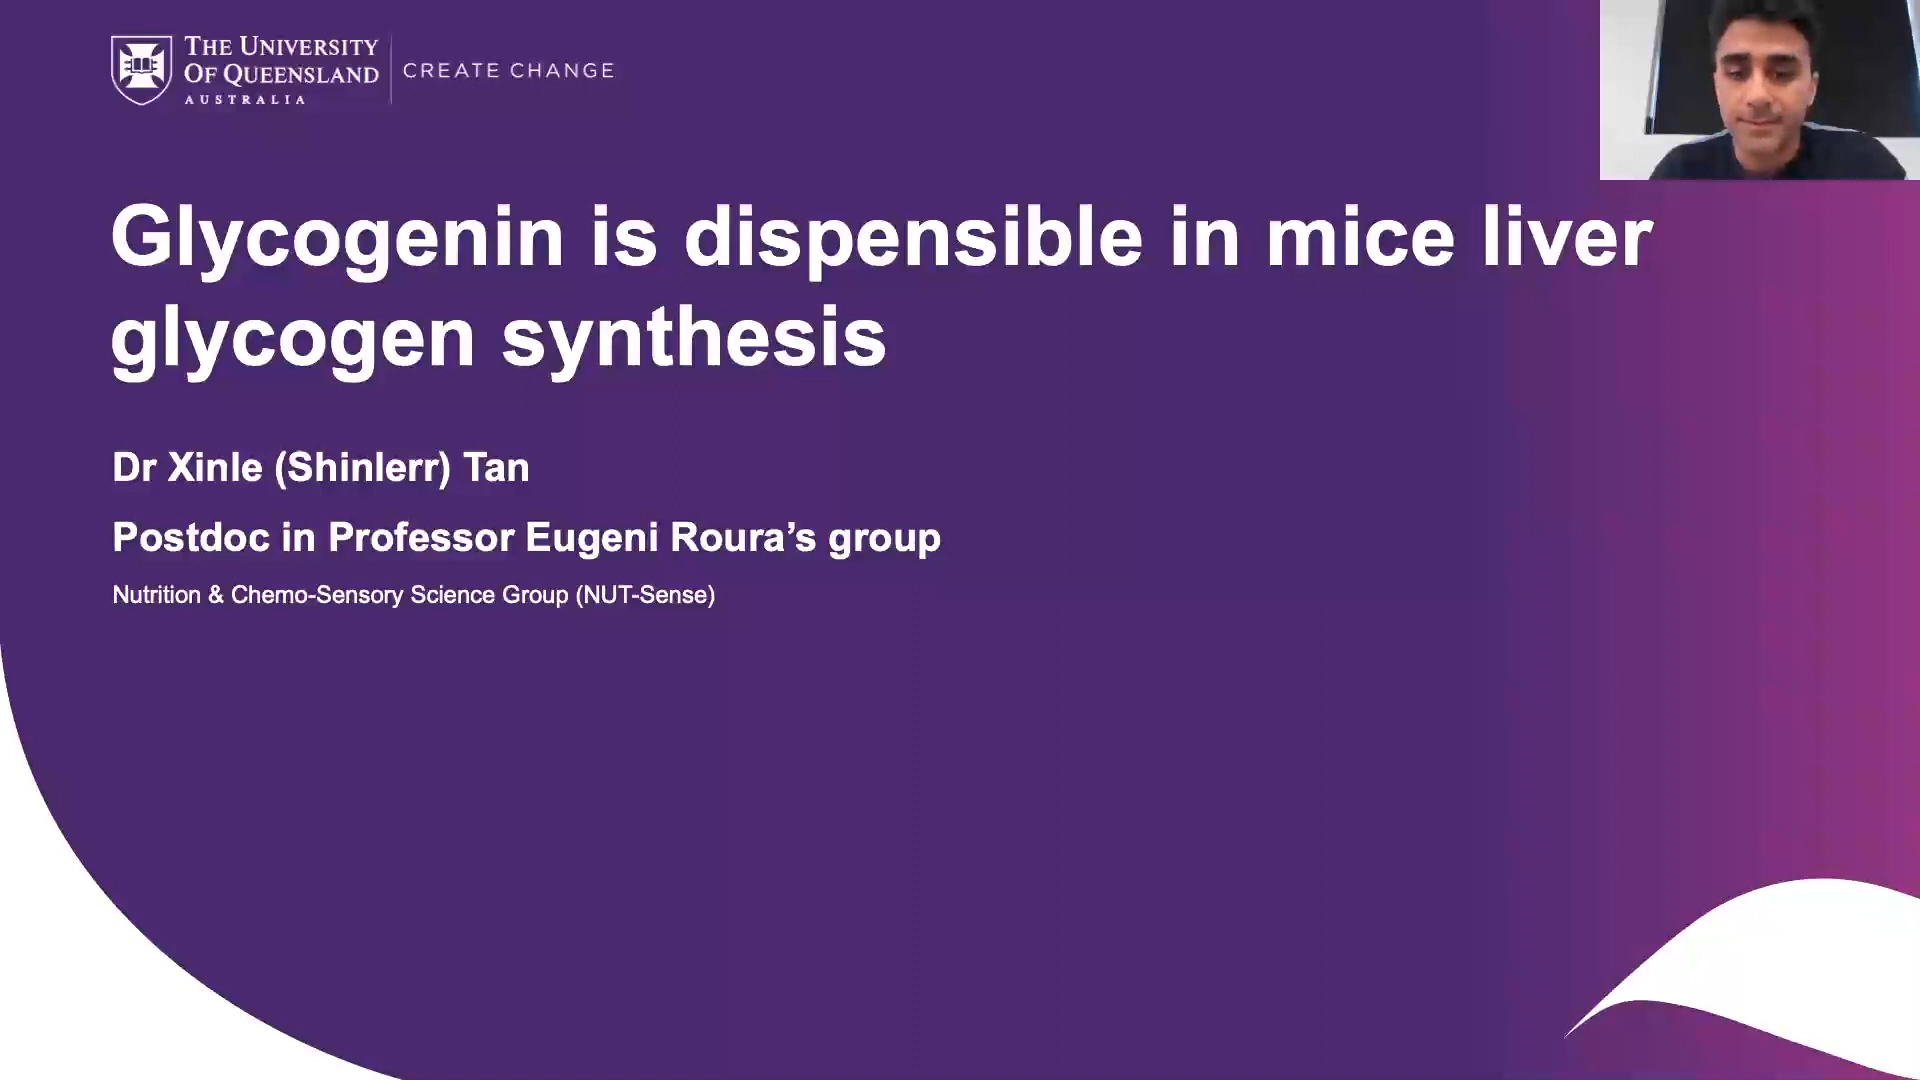 THE UNIVERSITY
OF QUEENSLAND
AUSTRALIA
CREATE CHANGE
Glycogenin is dispensible in mice liver
glycogen synthesis
Dr Xinle (Shinlerr) Tan
Postdoc in Professor Eugeni Roura’s group
Nutrition & Chemo-Sensory Science Group (NUT-Sense)